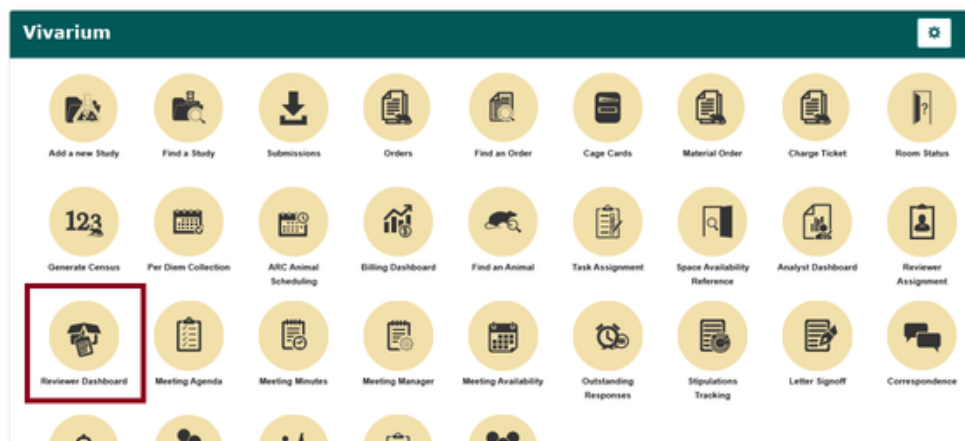 Vivarium
Add a new Study Find a Study Submissions Orders Find an Order Cage Cards Material Order Charge Ticket Room Status
123
Generate Census Per Diem Collection ARC Animal Billing Dashboard Find an Animal Task Assignment Space Availability Analyst Dashboard Reviewer
Scheduling Reference Assignment
Reviewer Dashboard Meeting Agenda Meeting Minutes Meeting Manager Meeting Availability Outstanding Stipulations Letter Signoff Correspondence
Responses Tracking